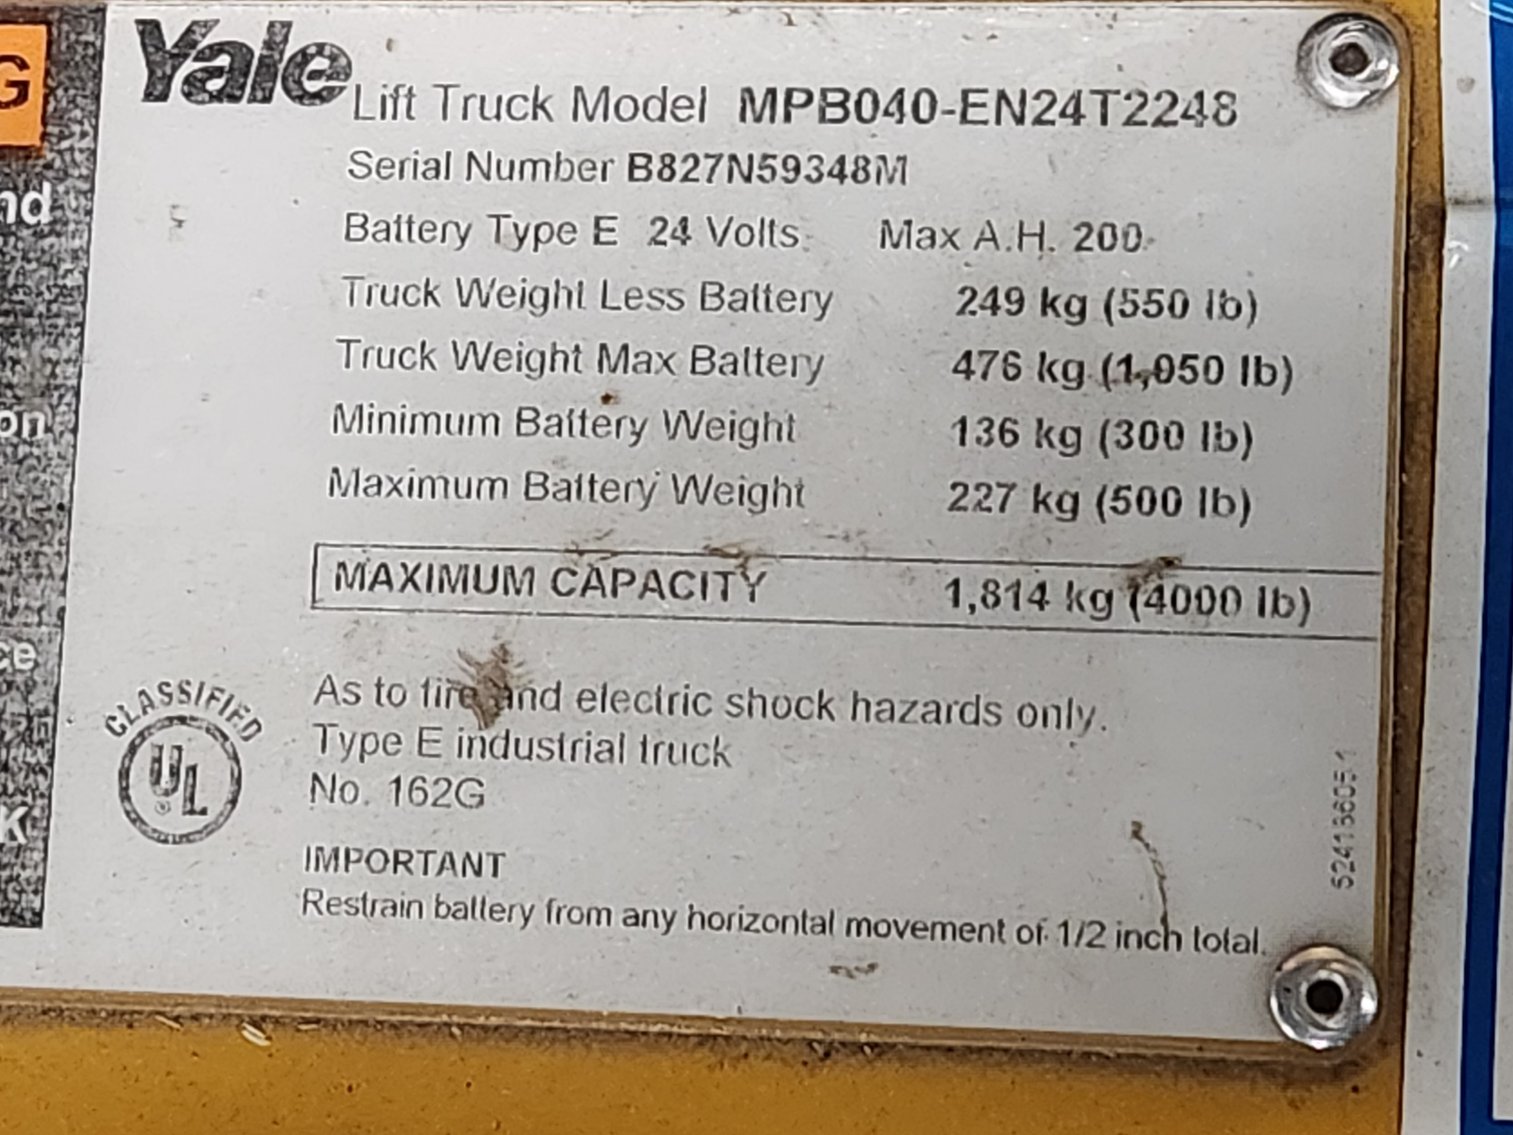 G
nd
on
ce
K
Yale
Lift Truck Model MPB040-EN24T2248
Serial Number B827N59348M
Battery Type E 24 Volts Max A.H. 200
Truck Weight Less Battery 249 kg (550 lb)
Truck Weight Max Battery 476 kg (1,050 lb)
Minimum Battery Weight 136 kg (300 lb)
Maximum Battery Weight 227 kg (500 lb)
MAXIMUM CAPACITY 1,814 kg (4000 lb)
CLASSIFIED
UL
®
As to fire and electric shock hazards only.
Type E industrial truck
No. 162G
IMPORTANT
Restrain battery from any horizontal movement of 1/2 inch total.